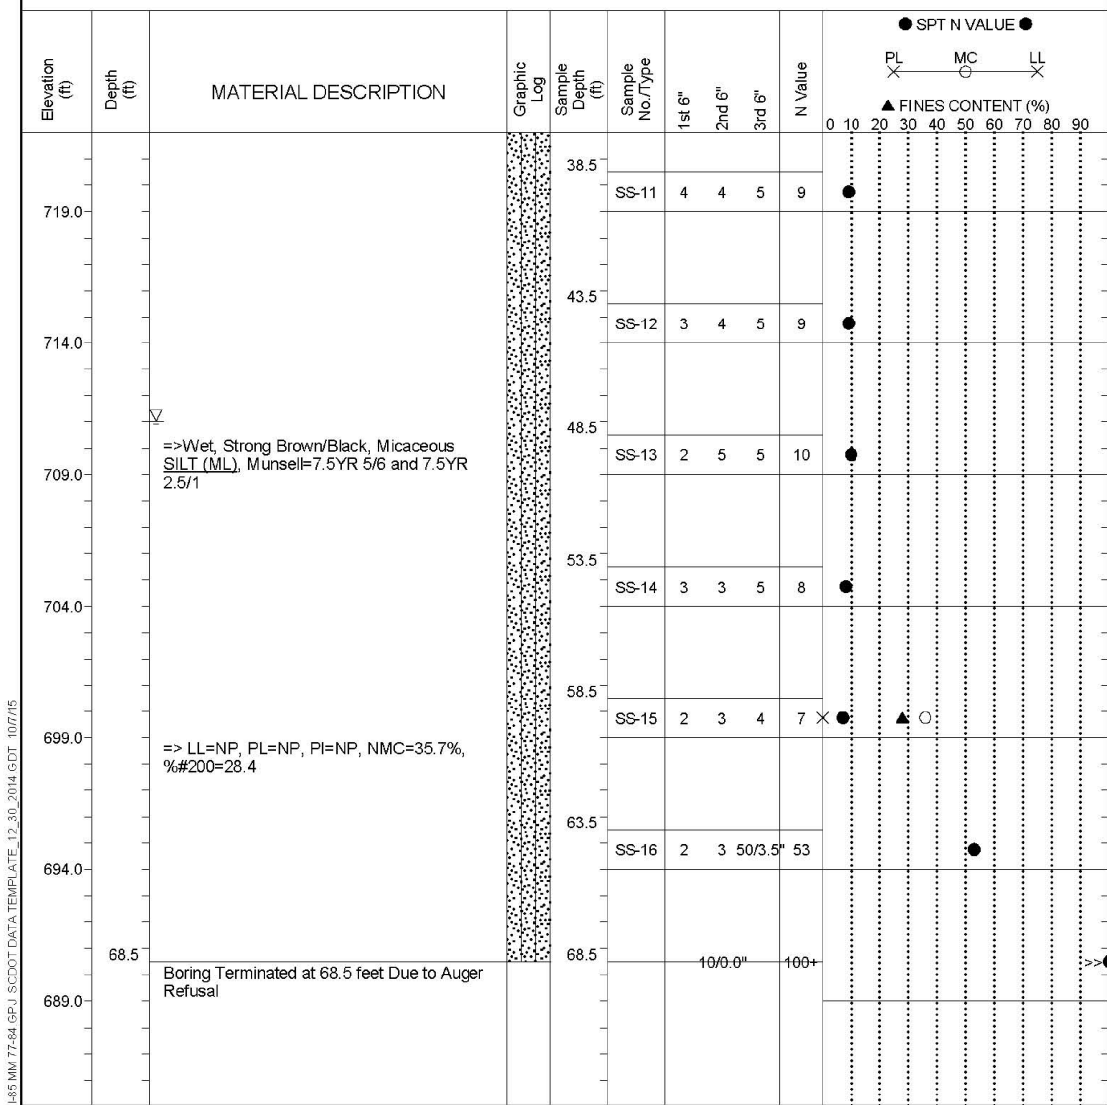 ● SPT N VALUE ●
PL MC LL
▲ FINES CONTENT (%)
0 10 20 30 40 50 60 70 80 90
Elevation (ft)
Depth (ft)
MATERIAL DESCRIPTION
Graphic Log
Sample Depth (ft)
Sample No./Type
1st 6"
2nd 6"
3rd 6"
N Value
38.5
SS-11 4 4 5 9
719.0
43.5
SS-12 3 4 5 9
714.0
48.5
=>Wet, Strong Brown/Black, Micaceous
SILT (ML), Munsell=7.5YR 5/6 and 7.5YR
2.5/1
SS-13 2 5 5 10
709.0
53.5
SS-14 3 3 5 8
704.0
58.5
SS-15 2 3 4 7
699.0
=> LL=NP, PL=NP, PI=NP, NMC=35.7%,
%#200=28.4
63.5
SS-16 2 3 50/3.5" 53
694.0
68.5 68.5
10/0.0" 100+ >>
Boring Terminated at 68.5 feet Due to Auger
Refusal
689.0
I-85 MM 77-84.GPJ SCDOT DATA TEMPLATE_12_30_2014.GDT 10/7/15